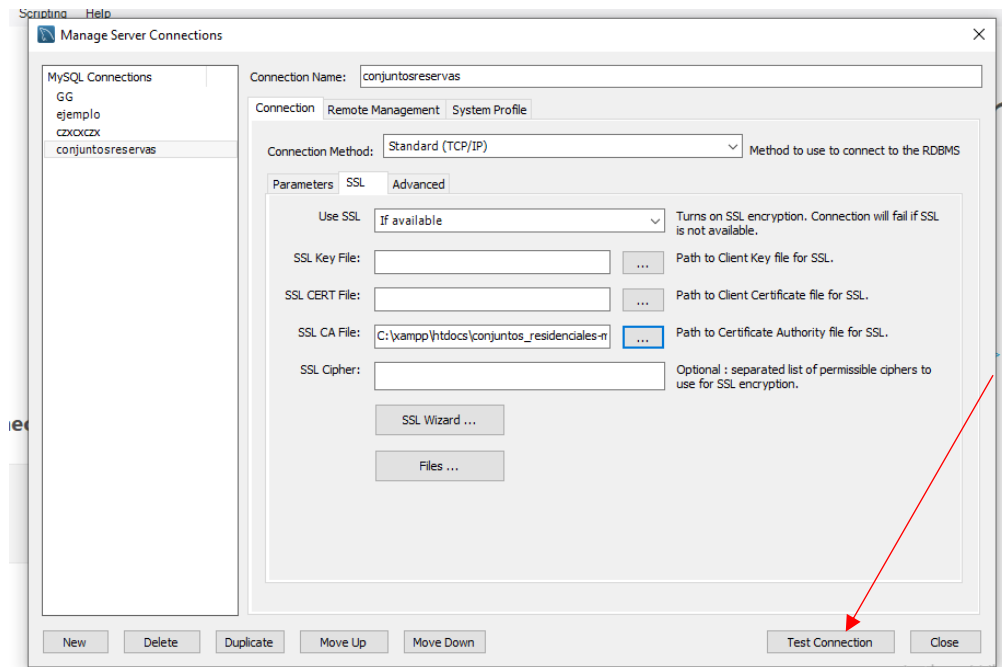 Scripting Help
Manage Server Connections
MySQL Connections
GG
ejemplo
czxcxczx
conjuntosreservas
Connection Name: conjuntosreservas
Connection Remote Management System Profile
Connection Method: Standard (TCP/IP) Method to use to connect to the RDBMS
Parameters SSL Advanced
Use SSL If available Turns on SSL encryption. Connection will fail if SSL
is not available.
SSL Key File: ... Path to Client Key file for SSL.
SSL CERT File: ... Path to Client Certificate file for SSL.
SSL CA File: C:\xampp\htdocs\conjuntos_residenciales-m ... Path to Certificate Authority file for SSL.
SSL Cipher: Optional : separated list of permissible ciphers to
use for SSL encryption.
SSL Wizard ...
Files ...
New Delete Duplicate Move Up Move Down Test Connection Close